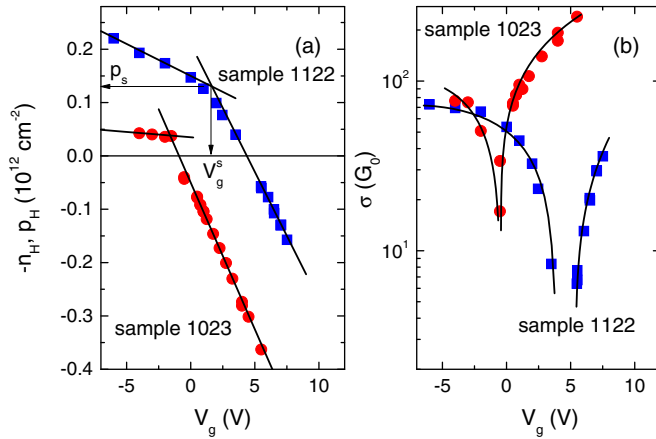 (a)
sample 1122
p_s
V_g^s
sample 1023
0.2
0.1
0.0
-0.1
-0.2
-0.3
-0.4
-n_H, p_H (10^12 cm^-2)
-5 0 5 10
V_g (V)
sample 1023
(b)
10^2
10^1
σ (G_0)
sample 1122
-5 0 5 10
V_g (V)